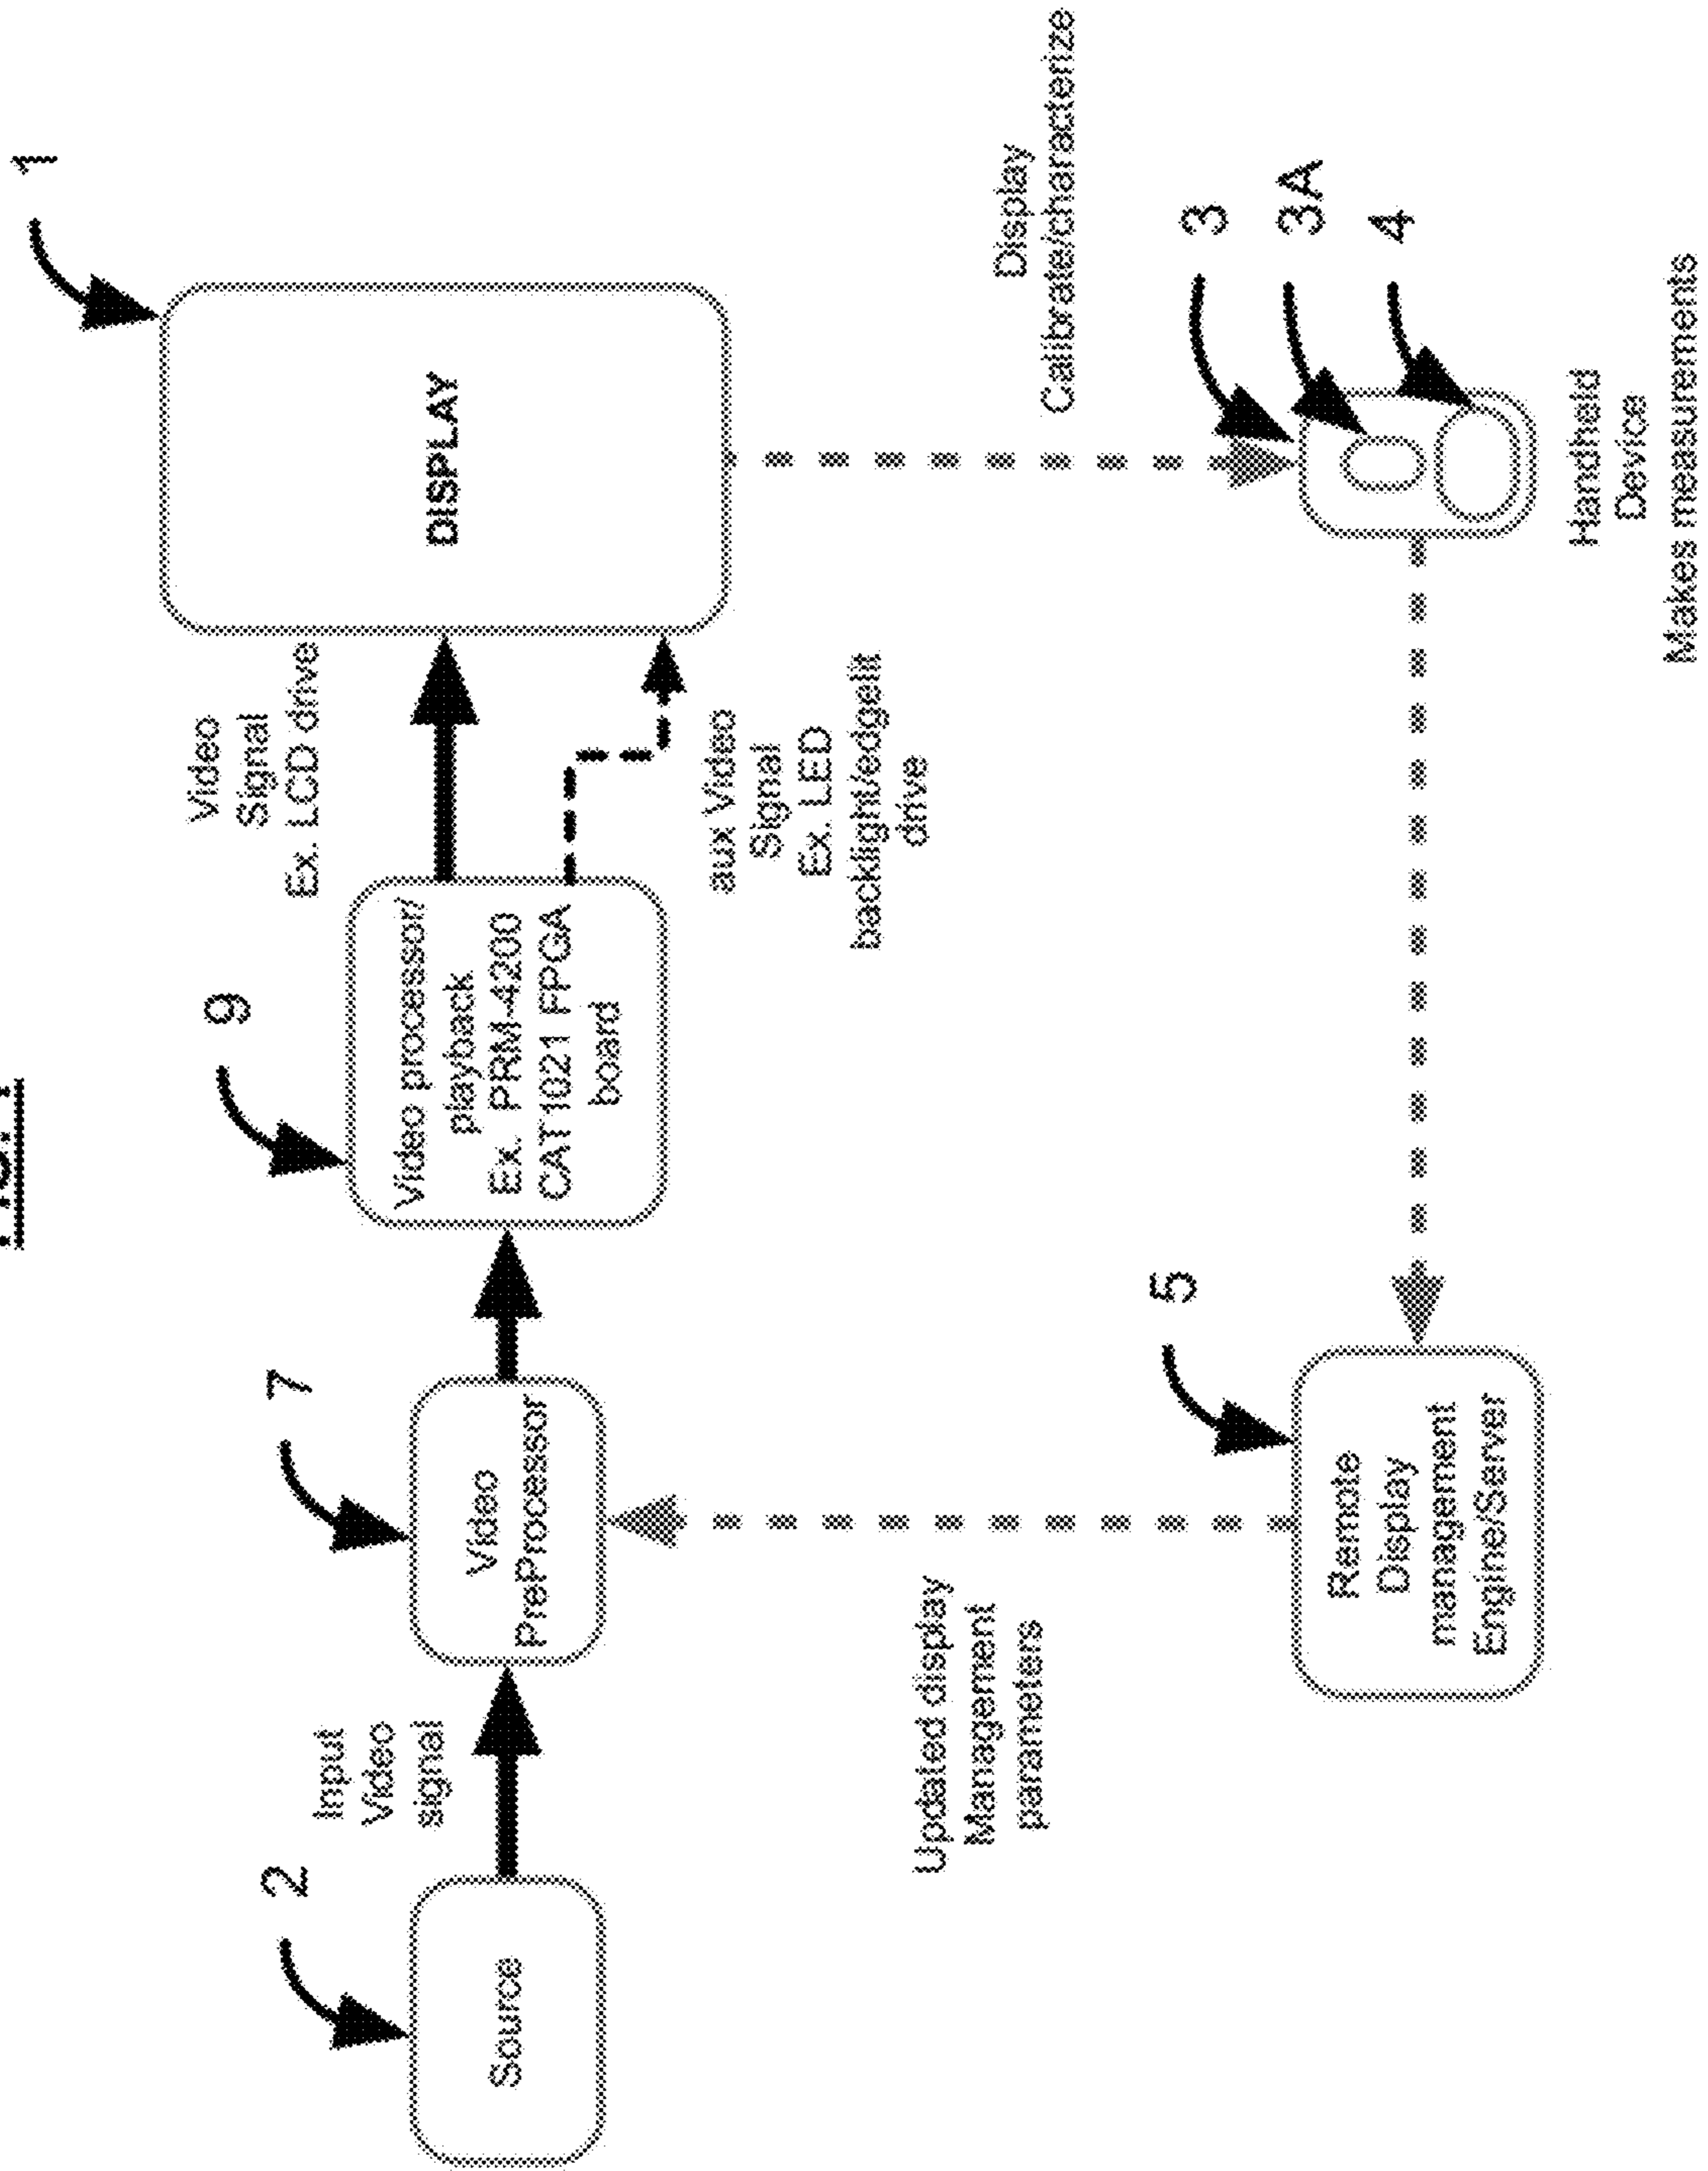 1
DISPLAY
Video
Signal
Ex. LCD drive
aux Video
Signal
Ex. LED
backlight/edgelit
drive
9
Video processor/
playback
Ex. PRM-4200
CAT1021 FPGA
board
7
Video
PreProcessor
Input
Video
signal
2
Source
Display
Calibrate/characterize
3
3A
4
Handheld
Device
Makes measurements
5
Remote
Display
management
Engine/Server
Updated display
Management
parameters